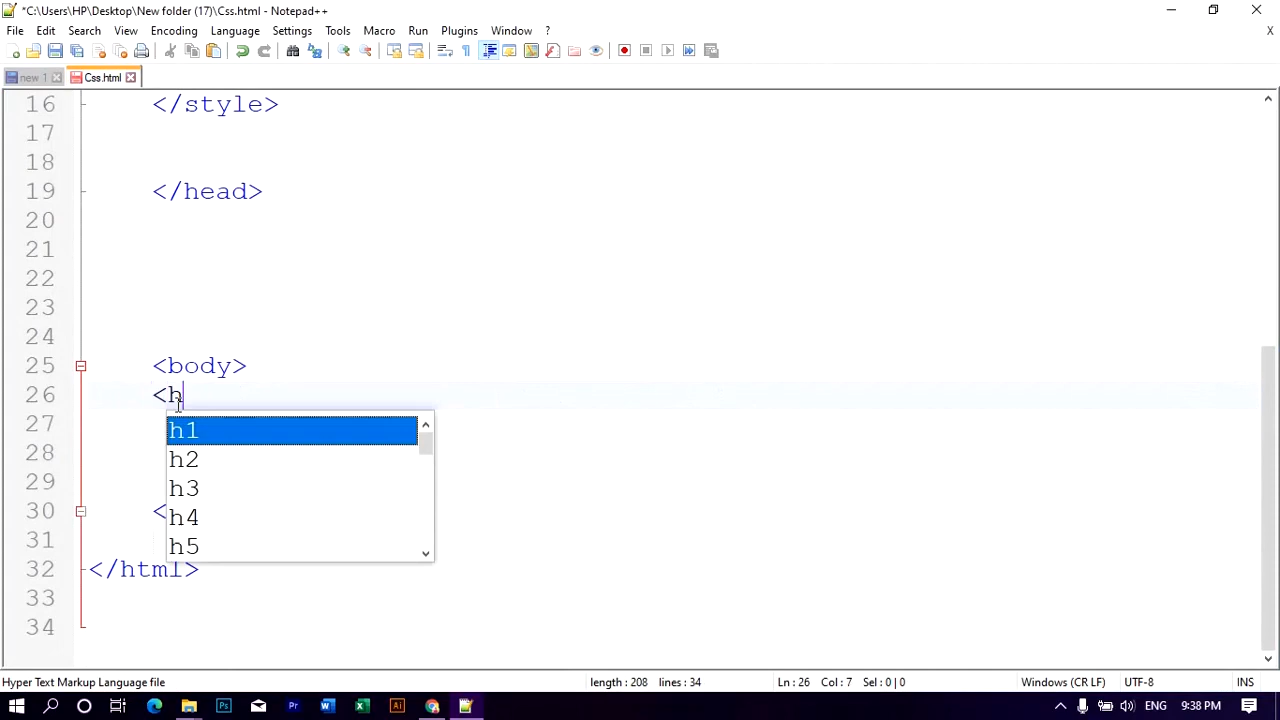 *C:\Users\HP\Desktop\New folder (17)\Css.html - Notepad++
File Edit Search View Encoding Language Settings Tools Macro Run Plugins Window ? X
new 1 Css.html
16 </style>
17
18
19 </head>
20
21
22
23
24
25 <body>
26 <h
h1
27
h2
28
h3
29
h4
30 <
h5
31
32 </html>
33
34
Hyper Text Markup Language file length : 208 lines : 34 Ln : 26 Col : 7 Sel : 0 | 0 Windows (CR LF) UTF-8 INS
Ps Pr Ai ENG 9:38 PM